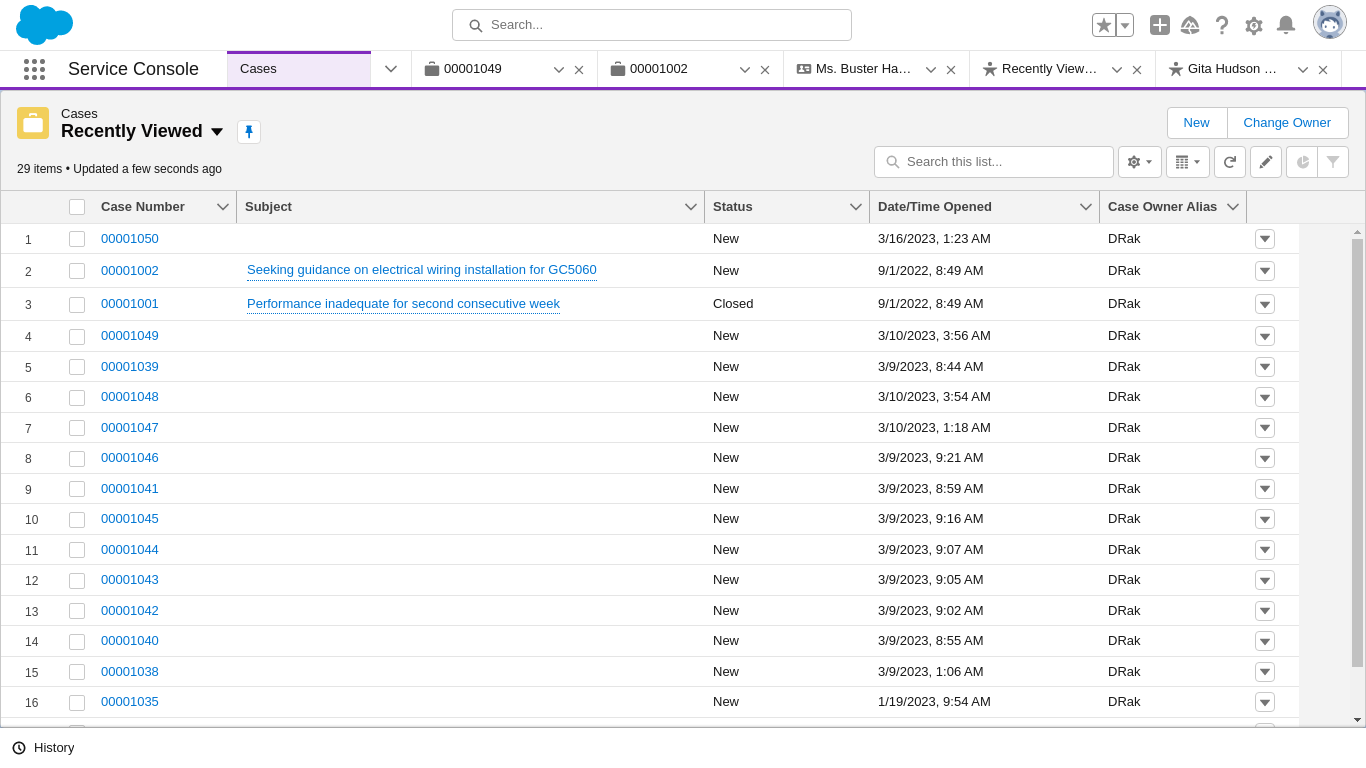 Search...
Service Console
Cases
00001049
00001002
Ms. Buster Ha…
Recently View…
Gita Hudson …
Cases
Recently Viewed
New
Change Owner
29 items • Updated a few seconds ago
Search this list...
Case Number
Subject
Status
Date/Time Opened
Case Owner Alias
1 00001050 New 3/16/2023, 1:23 AM DRak
2 00001002 Seeking guidance on electrical wiring installation for GC5060 New 9/1/2022, 8:49 AM DRak
3 00001001 Performance inadequate for second consecutive week Closed 9/1/2022, 8:49 AM DRak
4 00001049 New 3/10/2023, 3:56 AM DRak
5 00001039 New 3/9/2023, 8:44 AM DRak
6 00001048 New 3/10/2023, 3:54 AM DRak
7 00001047 New 3/10/2023, 1:18 AM DRak
8 00001046 New 3/9/2023, 9:21 AM DRak
9 00001041 New 3/9/2023, 8:59 AM DRak
10 00001045 New 3/9/2023, 9:16 AM DRak
11 00001044 New 3/9/2023, 9:07 AM DRak
12 00001043 New 3/9/2023, 9:05 AM DRak
13 00001042 New 3/9/2023, 9:02 AM DRak
14 00001040 New 3/9/2023, 8:55 AM DRak
15 00001038 New 3/9/2023, 1:06 AM DRak
16 00001035 New 1/19/2023, 9:54 AM DRak
History